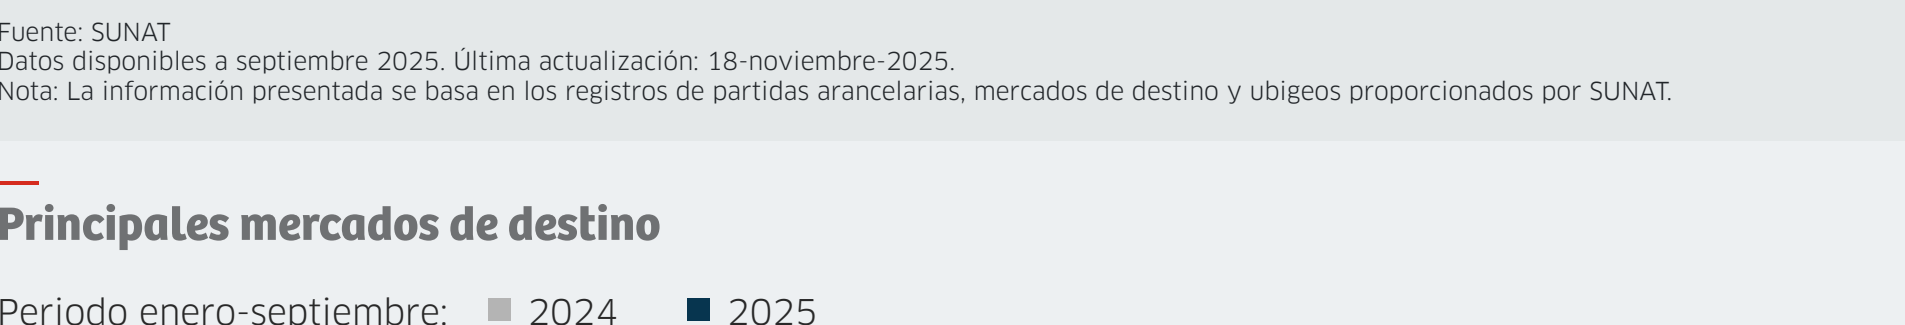 Fuente: SUNAT
Datos disponibles a septiembre 2025. Última actualización: 18-noviembre-2025.
Nota: La información presentada se basa en los registros de partidas arancelarias, mercados de destino y ubigeos proporcionados por SUNAT.
Principales mercados de destino
Periodo enero-septiembre: 2024 2025